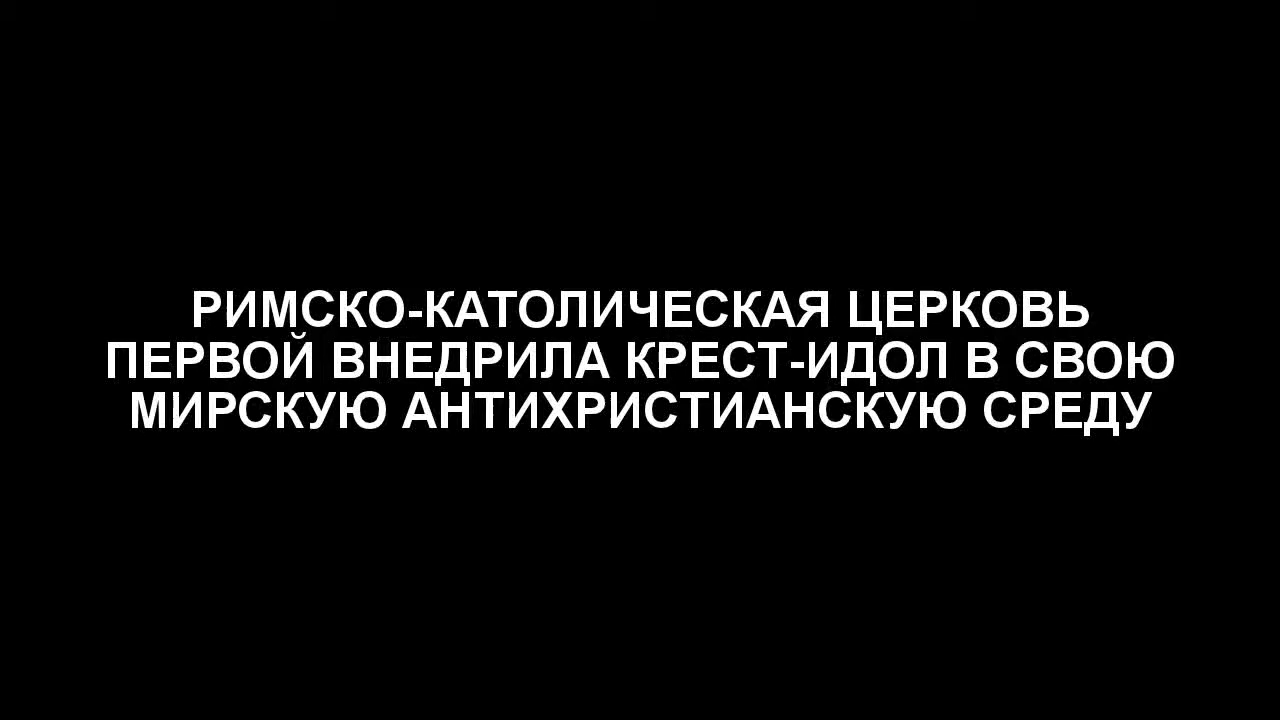 РИМСКО-КАТОЛИЧЕСКАЯ ЦЕРКОВЬ
ПЕРВОЙ ВНЕДРИЛА КРЕСТ-ИДОЛ В СВОЮ
МИРСКУЮ АНТИХРИСТИАНСКУЮ СРЕДУ